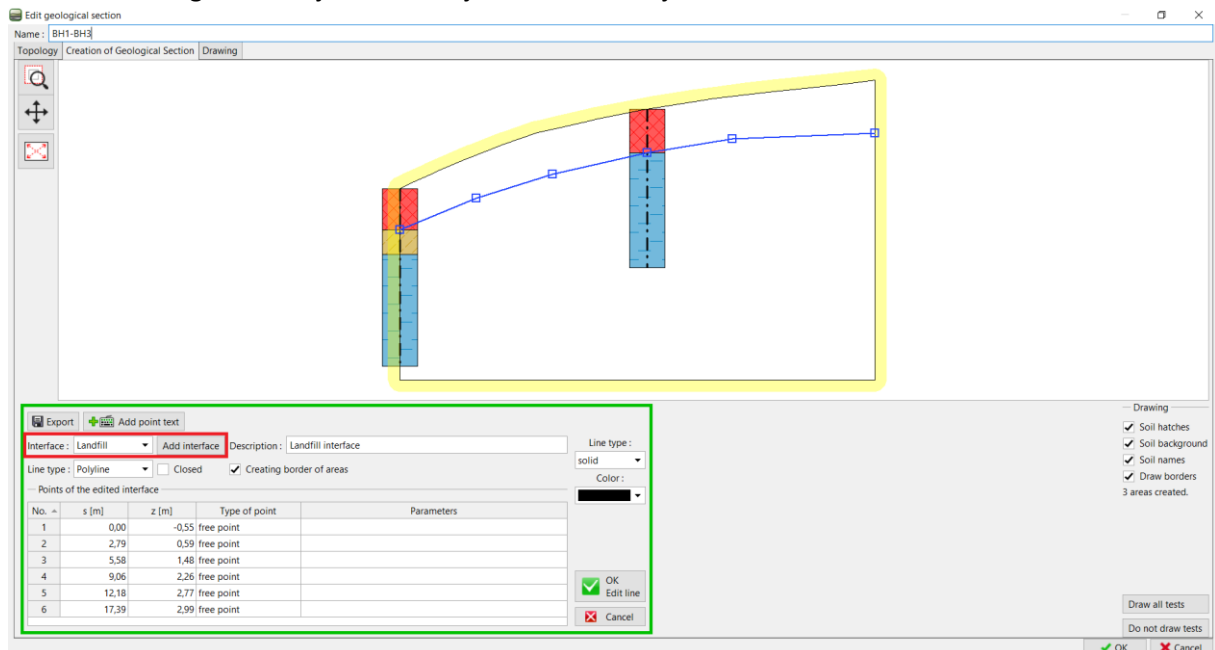 Edit geological section
Name : BH1-BH3
Topology Creation of Geological Section Drawing
Export Add point text
Interface : Landfill Add interface Description : Landfill interface
Line type : Polyline Closed Creating border of areas
Line type :
solid
Color :
Points of the edited interface
No. s [m] z [m] Type of point Parameters
1 0,00 -0,55 free point
2 2,79 0,59 free point
3 5,58 1,48 free point
4 9,06 2,26 free point
5 12,18 2,77 free point
6 17,39 2,99 free point
OK
Edit line
Cancel
Drawing
Soil hatches
Soil background
Soil names
Draw borders
3 areas created.
Draw all tests
Do not draw tests
OK Cancel